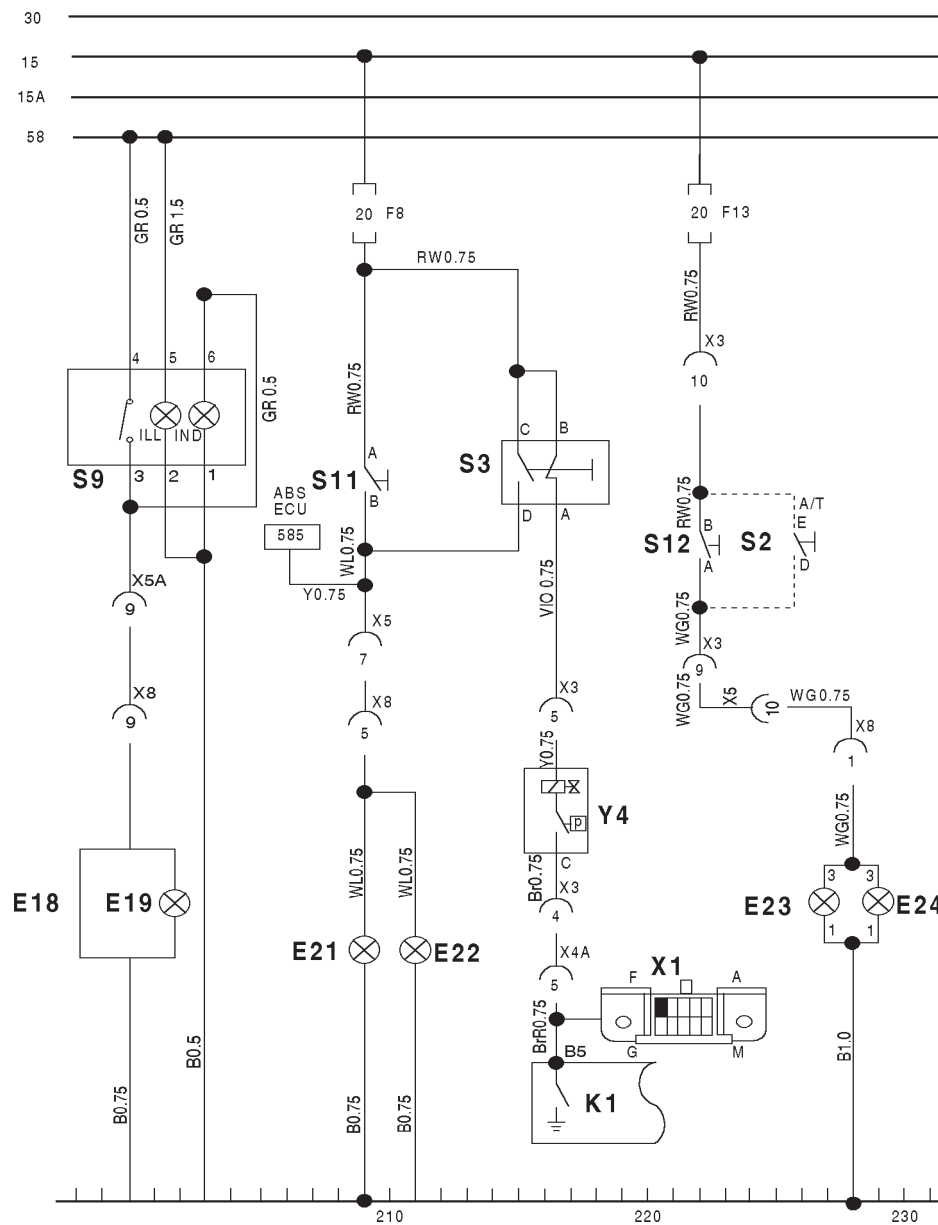 30
15
15A
58
GR 0.5
GR 1.5
20 F8
20 F13
RW0.75
RW0.75
X3
10
4 5 6
GR 0.5
RW0.75
ILL IND
S9
3 2 1
A
S11
B
C B
S3
D A
ABS
ECU
585
WL0.75
Y0.75
RW0.75
A/T
B
E
S12
S2
A
D
X5A
9
X5
7
VIO 0.75
WG0.75
X3
9
WG0.75
X5
10
WG0.75
X8
9
X8
5
X3
5
X8
1
Y0.75
Y4
p
C
WL0.75
WL0.75
Br0.75
X3
4
WG0.75
E18
E19
E21
E22
3 3
E23
E24
1 1
X4A
5
X1
F A
G M
BrR0.75
B5
K1
B0.75
B0.5
B0.75
B0.75
B1.0
210
220
230